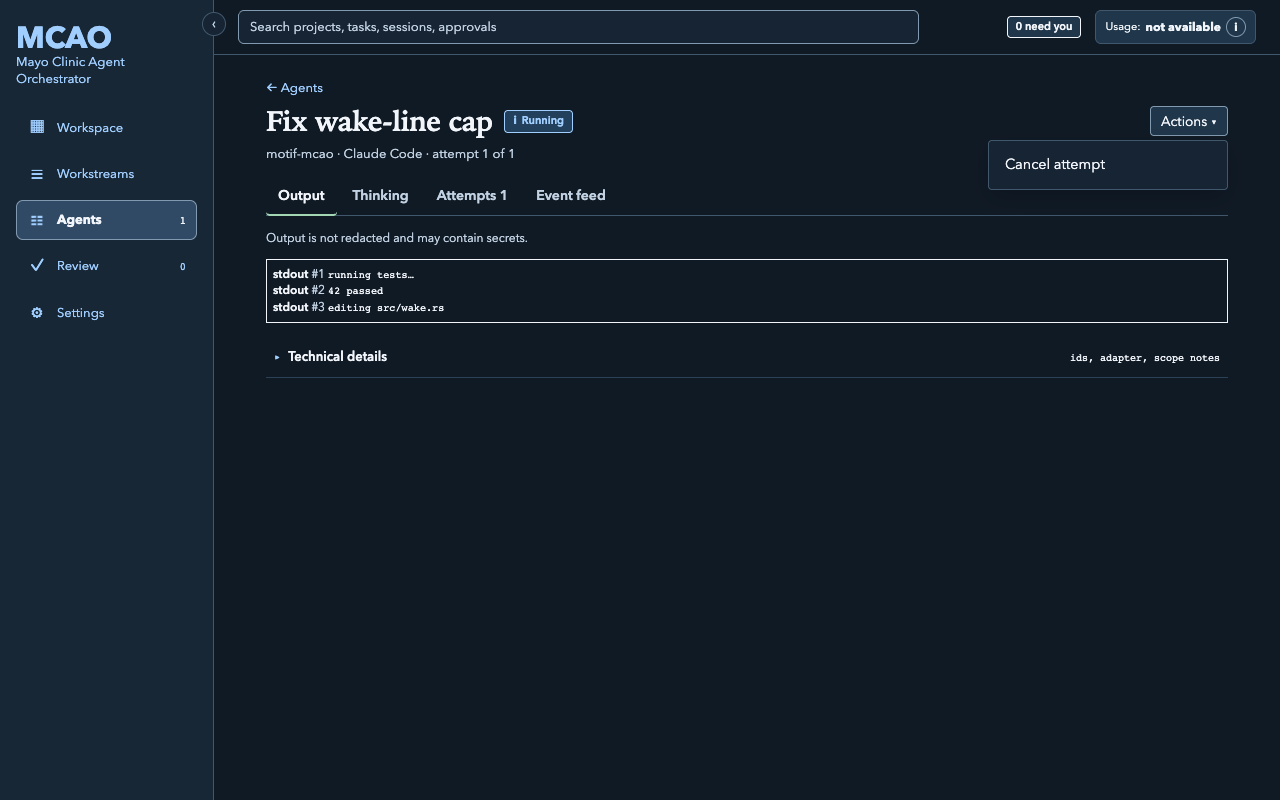 MCAO
Mayo Clinic Agent
Orchestrator
Workspace
Workstreams
Agents 1
Review 0
Settings
‹
Search projects, tasks, sessions, approvals
0 need you
Usage: not available i
← Agents
Fix wake-line cap
i Running
Actions ▾
motif-mcao · Claude Code · attempt 1 of 1
Cancel attempt
Output Thinking Attempts 1 Event feed
Output is not redacted and may contain secrets.
stdout #1 running tests…
stdout #2 42 passed
stdout #3 editing src/wake.rs
▸ Technical details ids, adapter, scope notes